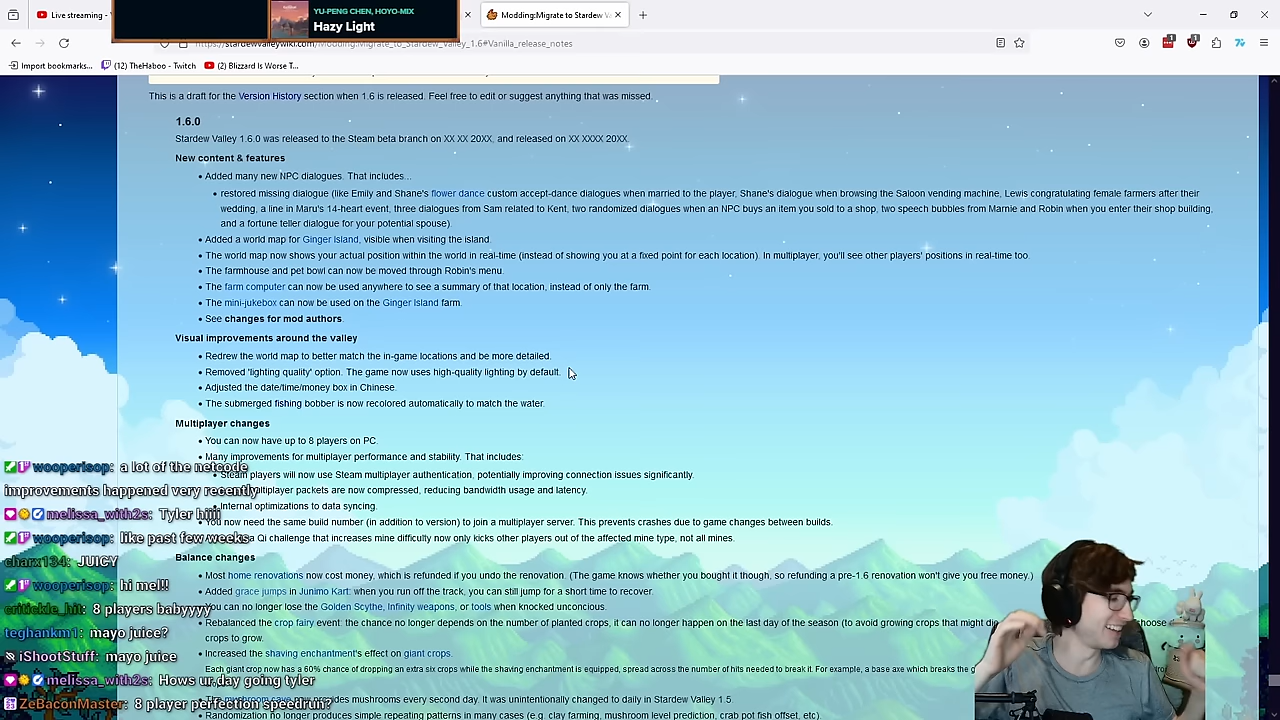 YU-PENG CHEN, HOYO-MIX
Hazy Light
Live streaming -
Modding:Migrate to Stardew V
https://stardewvalleywiki.com/Modding:Migrate_to_Stardew_Valley_1.6#Vanilla_release_notes
Import bookmarks... (12) TheHaboo - Twitch (2) Blizzard Is Worse T...
This is a draft for the Version History section when 1.6 is released. Feel free to edit or suggest anything that was missed.
1.6.0
Stardew Valley 1.6.0 was released to the Steam beta branch on XX XX 20XX, and released on XX XXXX 20XX.
New content & features
• Added many new NPC dialogues. That includes...
• restored missing dialogue (like Emily and Shane's flower dance custom accept-dance dialogues when married to the player, Shane's dialogue when browsing the Saloon vending machine, Lewis congratulating female farmers after their
wedding, a line in Maru's 14-heart event, three dialogues from Sam related to Kent, two randomized dialogues when an NPC buys an item you sold to a shop, two speech bubbles from Marnie and Robin when you enter their shop building,
and a fortune teller dialogue for your potential spouse).
• Added a world map for Ginger Island, visible when visiting the island.
• The world map now shows your actual position within the world in real-time (instead of showing you at a fixed point for each location). In multiplayer, you'll see other players' positions in real-time too.
• The farmhouse and pet bowl can now be moved through Robin's menu.
• The farm computer can now be used anywhere to see a summary of that location, instead of only the farm.
• The mini-jukebox can now be used on the Ginger Island farm.
• See changes for mod authors.
Visual improvements around the valley
• Redrew the world map to better match the in-game locations and be more detailed.
• Removed 'lighting quality' option. The game now uses high-quality lighting by default.
• Adjusted the date/time/money box in Chinese.
• The submerged fishing bobber is now recolored automatically to match the water.
Multiplayer changes
• You can now have up to 8 players on PC.
• Many improvements for multiplayer performance and stability. That includes:
Steam players will now use Steam multiplayer authentication, potentially improving connection issues significantly.
multiplayer packets are now compressed, reducing bandwidth usage and latency.
Internal optimizations to data syncing.
You now need the same build number (in addition to version) to join a multiplayer server. This prevents crashes due to game changes between builds.
Qi challenge that increases mine difficulty now only kicks other players out of the affected mine type, not all mines.
Balance changes
• Most home renovations now cost money, which is refunded if you undo the renovation. (The game knows whether you bought it though, so refunding a pre-1.6 renovation won't give you free money.)
• Added grace jumps in Junimo Kart: when you run off the track, you can still jump for a short time to recover.
You can no longer lose the Golden Scythe, Infinity weapons, or tools when knocked unconcious.
• Rebalanced the crop fairy event: the chance no longer depends on the number of planted crops, it can no longer happen on the last day of the season (to avoid growing crops that might die choose
crops to grow.
• Increased the shaving enchantment's effect on giant crops.
Each giant crop now has a 60% chance of dropping an extra six crops while the shaving enchantment is equipped, spread across the number of hits needed to break it. For example, a base axe which breaks the
mushrooms every second day. It was unintentionally changed to daily in Stardew Valley 1.5.
Randomization no longer produces simple repeating patterns in many cases (e.g. clay farming, mushroom level prediction, crab pot fish offset, etc).
wooperisop: a lot of the netcode
improvements happened very recently
melissa_with2s: Tyler hiiii
wooperisop: like past few weeks
charx134: JUICY
wooperisop: hi mel!!!
critickle_hit: 8 players babyyyy
teghankm1: mayo juice?
iShootStuff: mayo juice
melissa_with2s: Hows ur day going tyler
ZeBaconMaster: 8 player perfection speedrun?